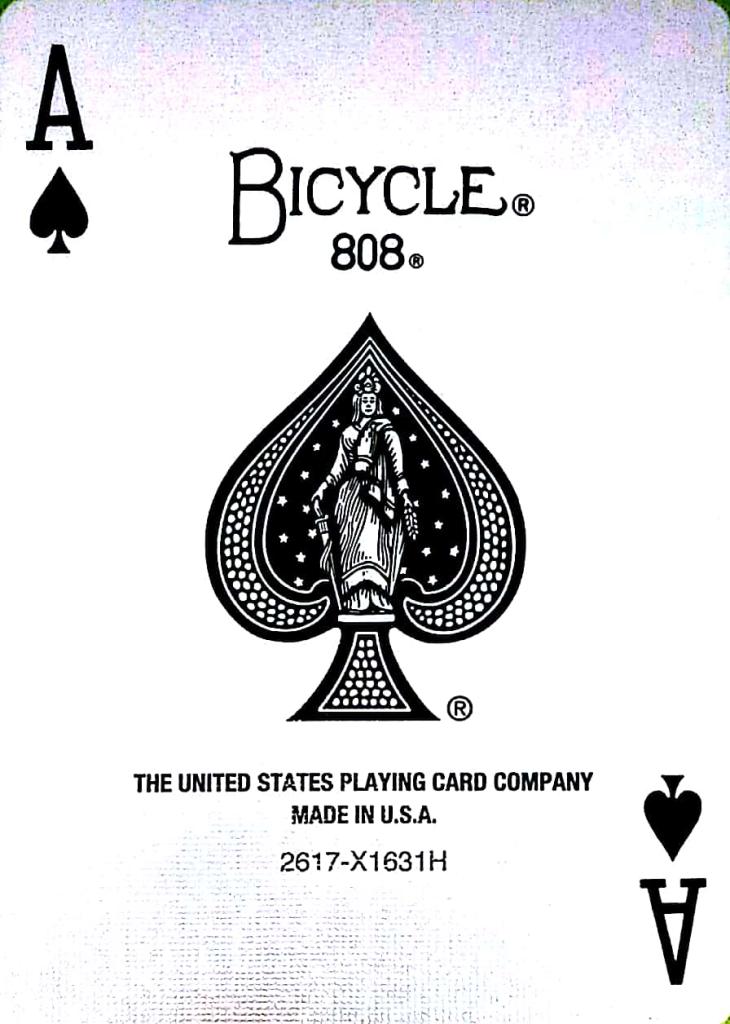 A
BICYCLE®
808®
®
THE UNITED STATES PLAYING CARD COMPANY
MADE IN U.S.A.
2617-X1631H
A